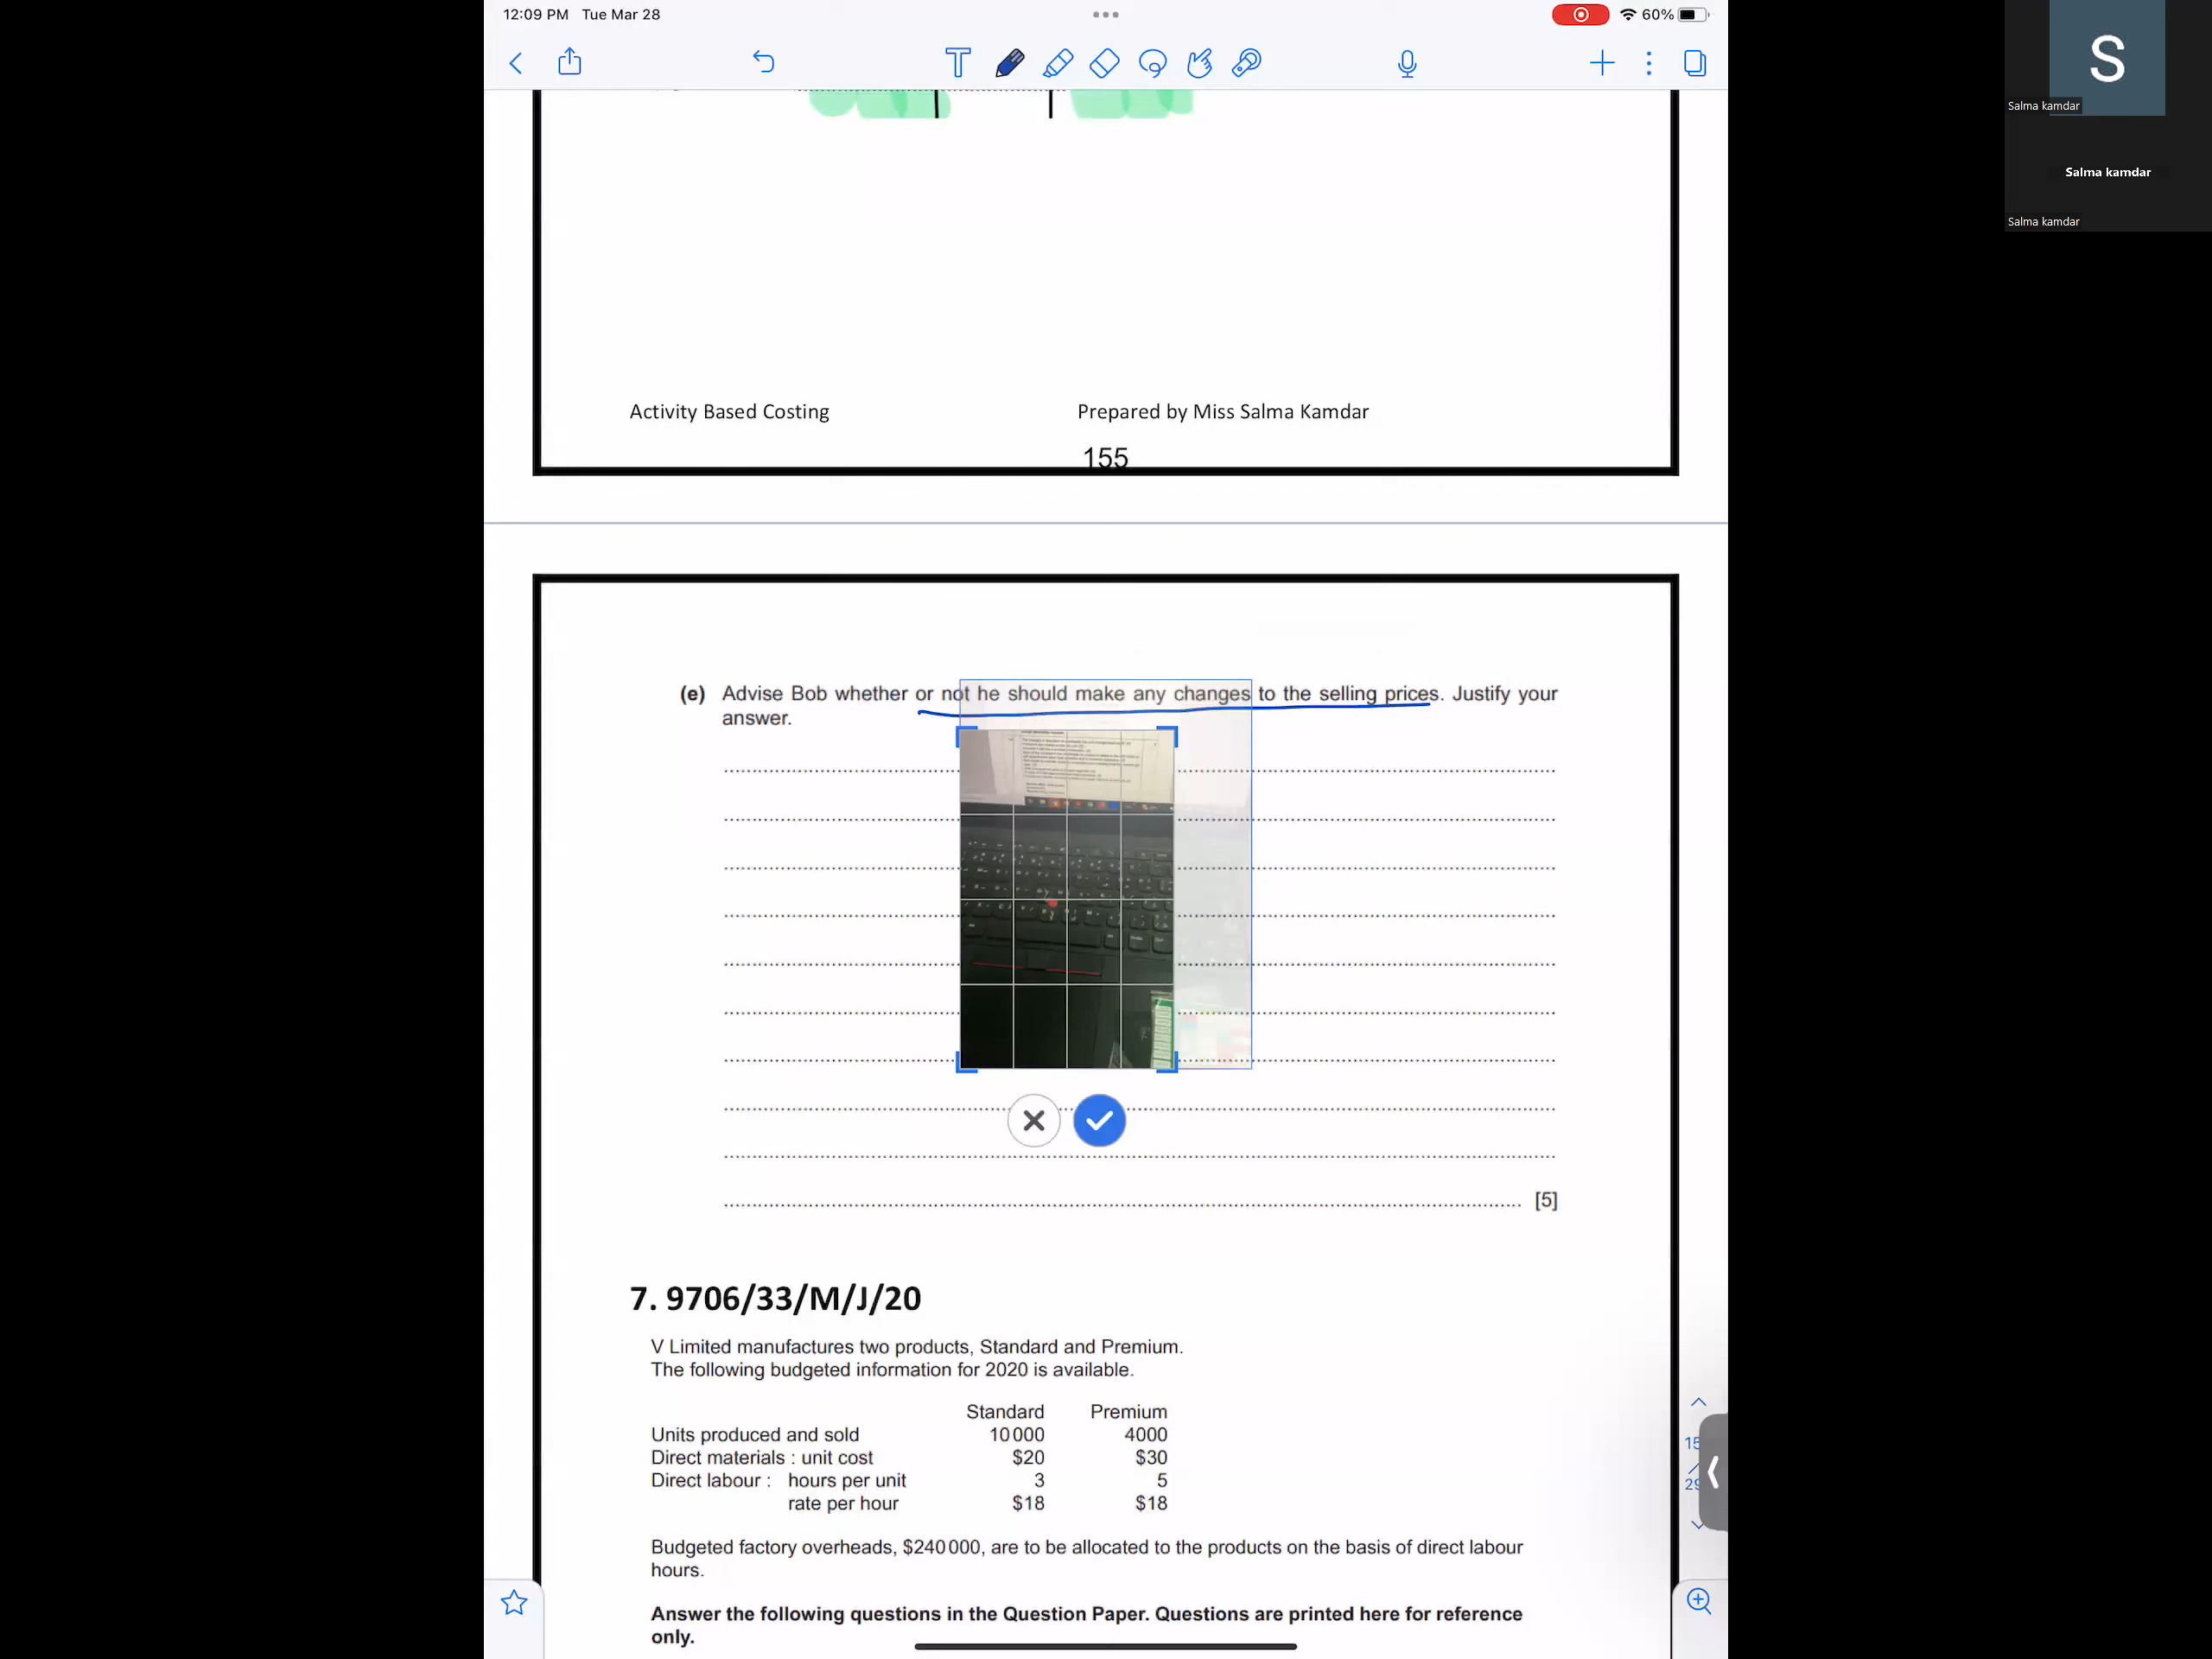 12:09 PM Tue Mar 28
60%
S
Salma kamdar
Salma kamdar
Salma kamdar
Activity Based Costing Prepared by Miss Salma Kamdar
155
(e) Advise Bob whether or not he should make any changes to the selling prices. Justify your
answer.
[5]
7. 9706/33/M/J/20
V Limited manufactures two products, Standard and Premium.
The following budgeted information for 2020 is available.
Standard Premium
Units produced and sold 10 000 4000
Direct materials : unit cost $20 $30
Direct labour : hours per unit 3 5
rate per hour $18 $18
Budgeted factory overheads, $240 000, are to be allocated to the products on the basis of direct labour
hours.
Answer the following questions in the Question Paper. Questions are printed here for reference
only.